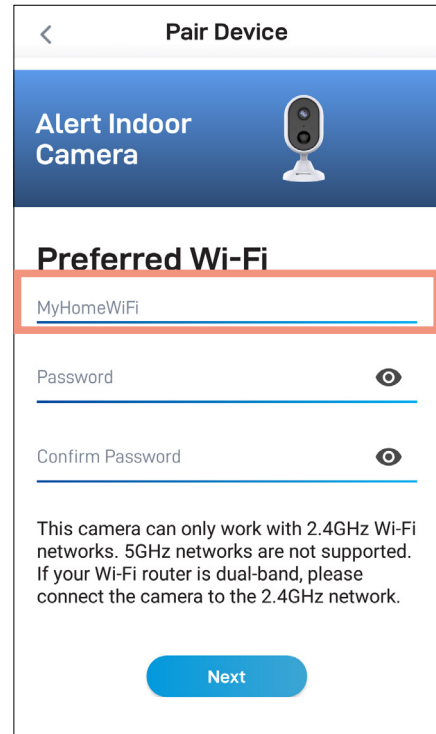 Pair Device
Alert Indoor
Camera
Preferred Wi-Fi
MyHomeWiFi
Password
Confirm Password
This camera can only work with 2.4GHz Wi-Fi
networks. 5GHz networks are not supported.
If your Wi-Fi router is dual-band, please
connect the camera to the 2.4GHz network.
Next